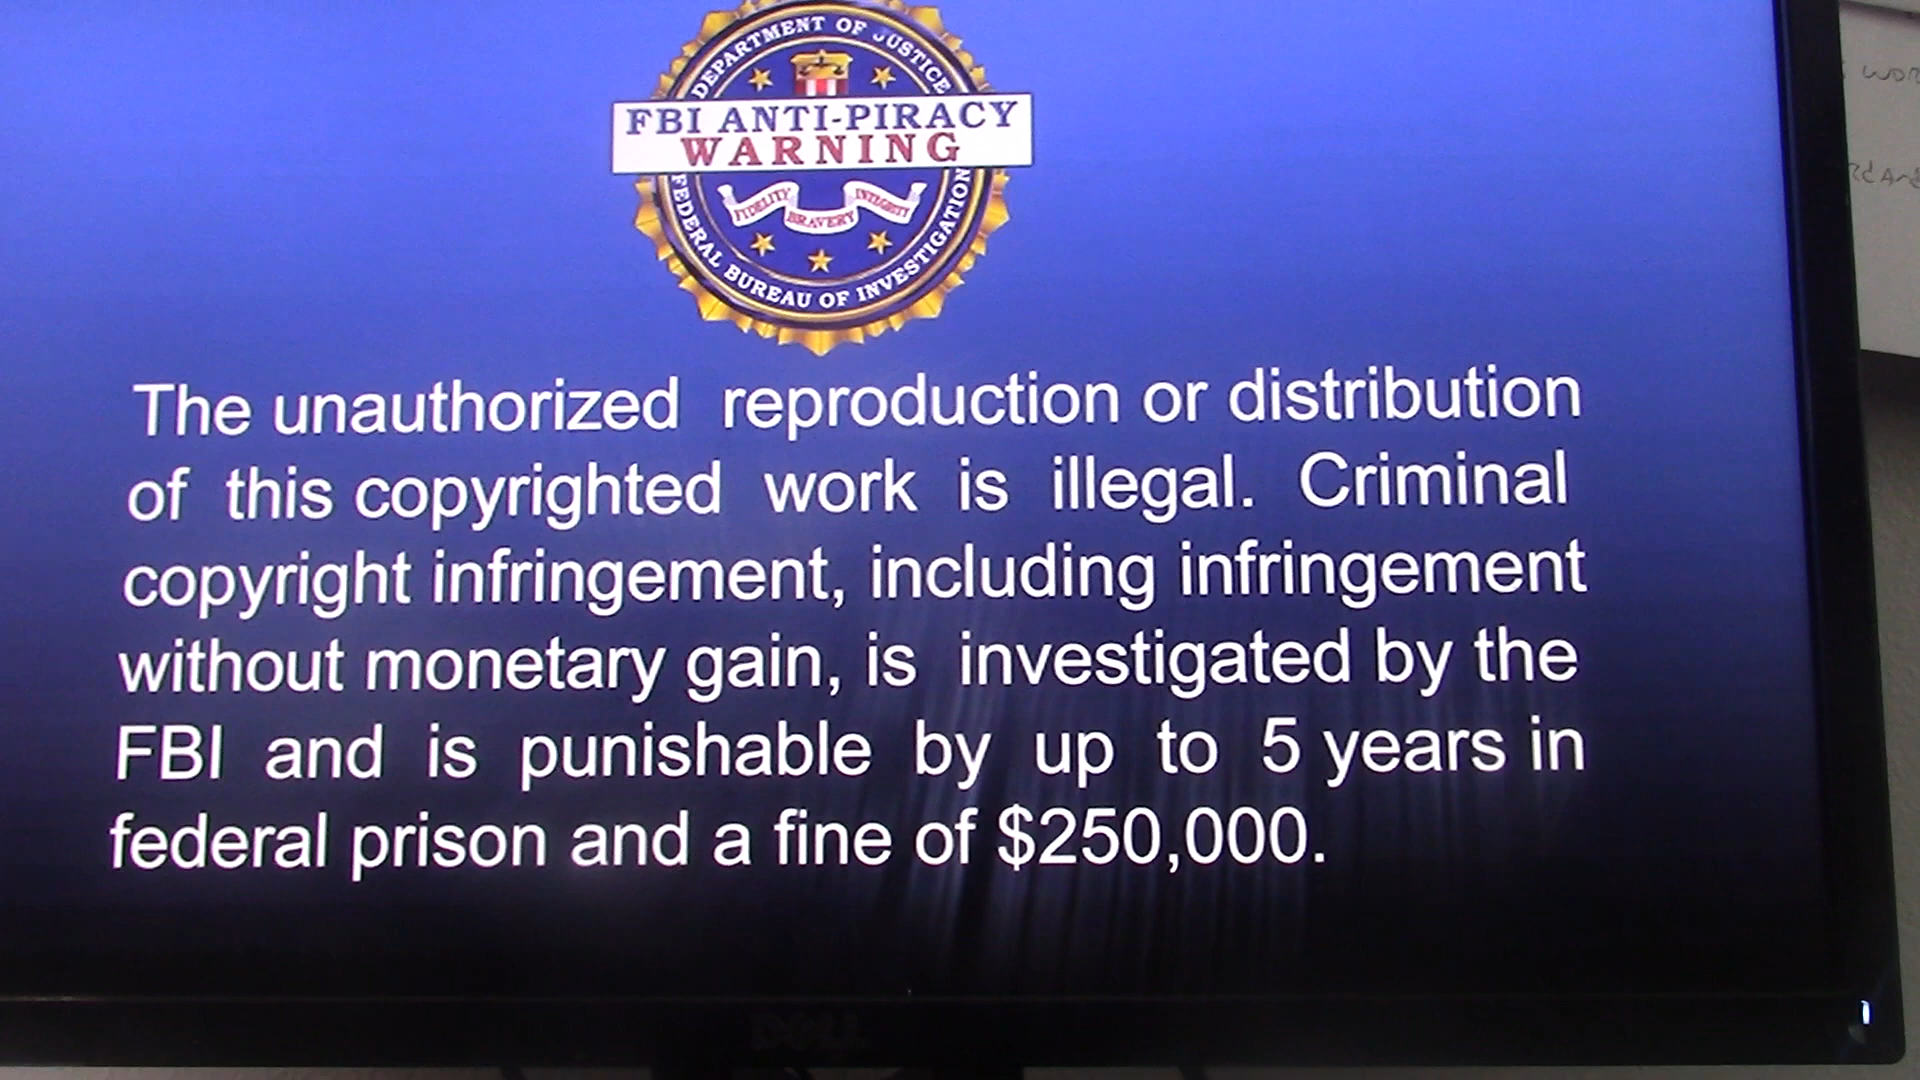 DEPARTMENT OF JUSTICE
FBI ANTI-PIRACY
WARNING
FIDELITY BRAVERY INTEGRITY
FEDERAL BUREAU OF INVESTIGATION
The unauthorized reproduction or distribution
of this copyrighted work is illegal. Criminal
copyright infringement, including infringement
without monetary gain, is investigated by the
FBI and is punishable by up to 5 years in
federal prison and a fine of $250,000.
DELL